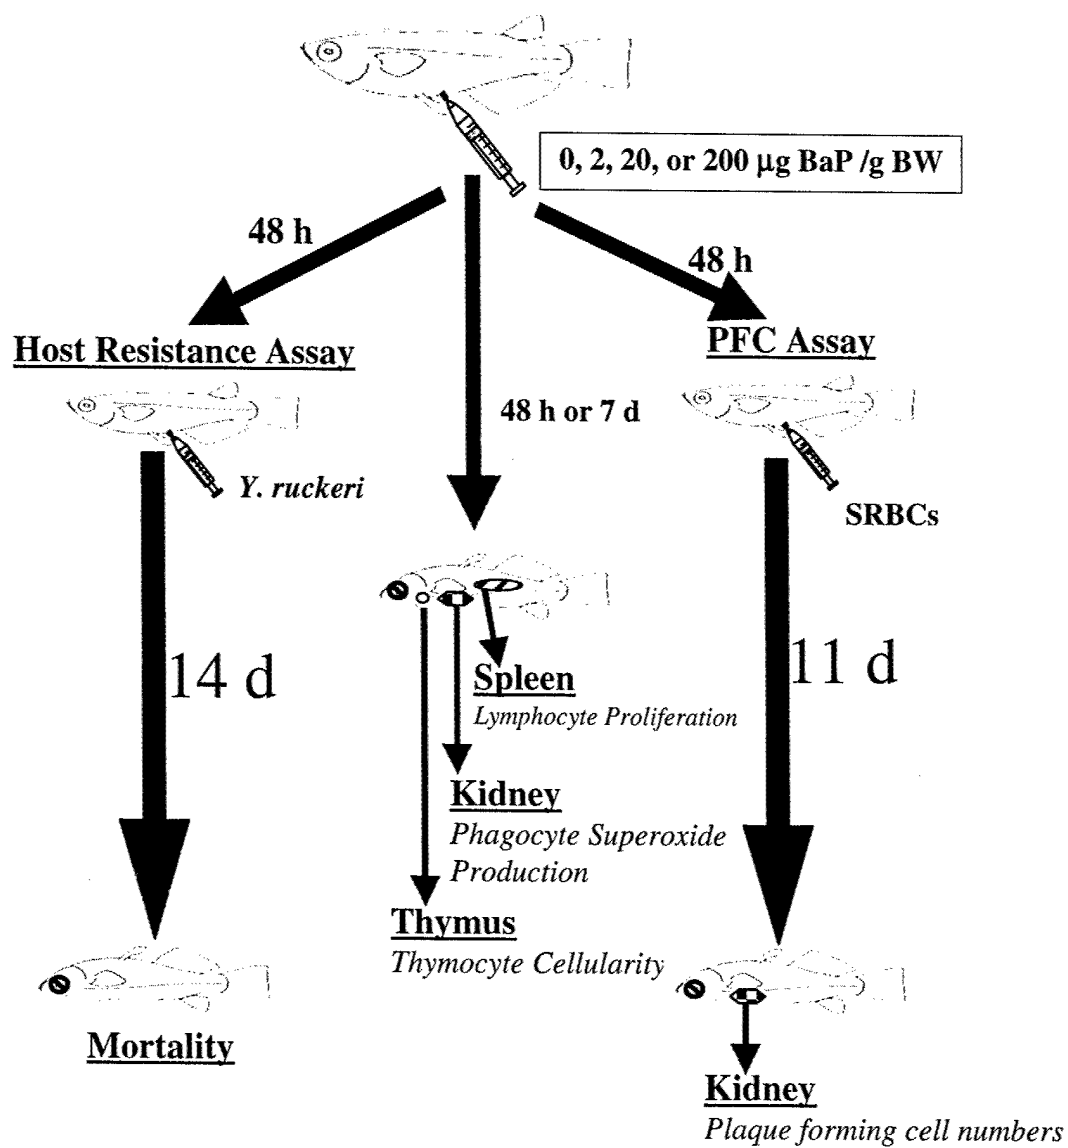 0, 2, 20, or 200 μg BaP /g BW
48 h
48 h
Host Resistance Assay
PFC Assay
48 h or 7 d
Y. ruckeri
SRBCs
14 d
11 d
Spleen
Lymphocyte Proliferation
Kidney
Phagocyte Superoxide
Production
Thymus
Thymocyte Cellularity
Mortality
Kidney
Plaque forming cell numbers